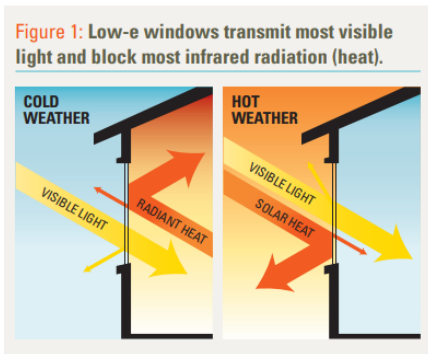 Figure 1: Low-e windows transmit most visible
light and block most infrared radiation (heat).
COLD
WEATHER
VISIBLE LIGHT
RADIANT HEAT
HOT
WEATHER
VISIBLE LIGHT
SOLAR HEAT